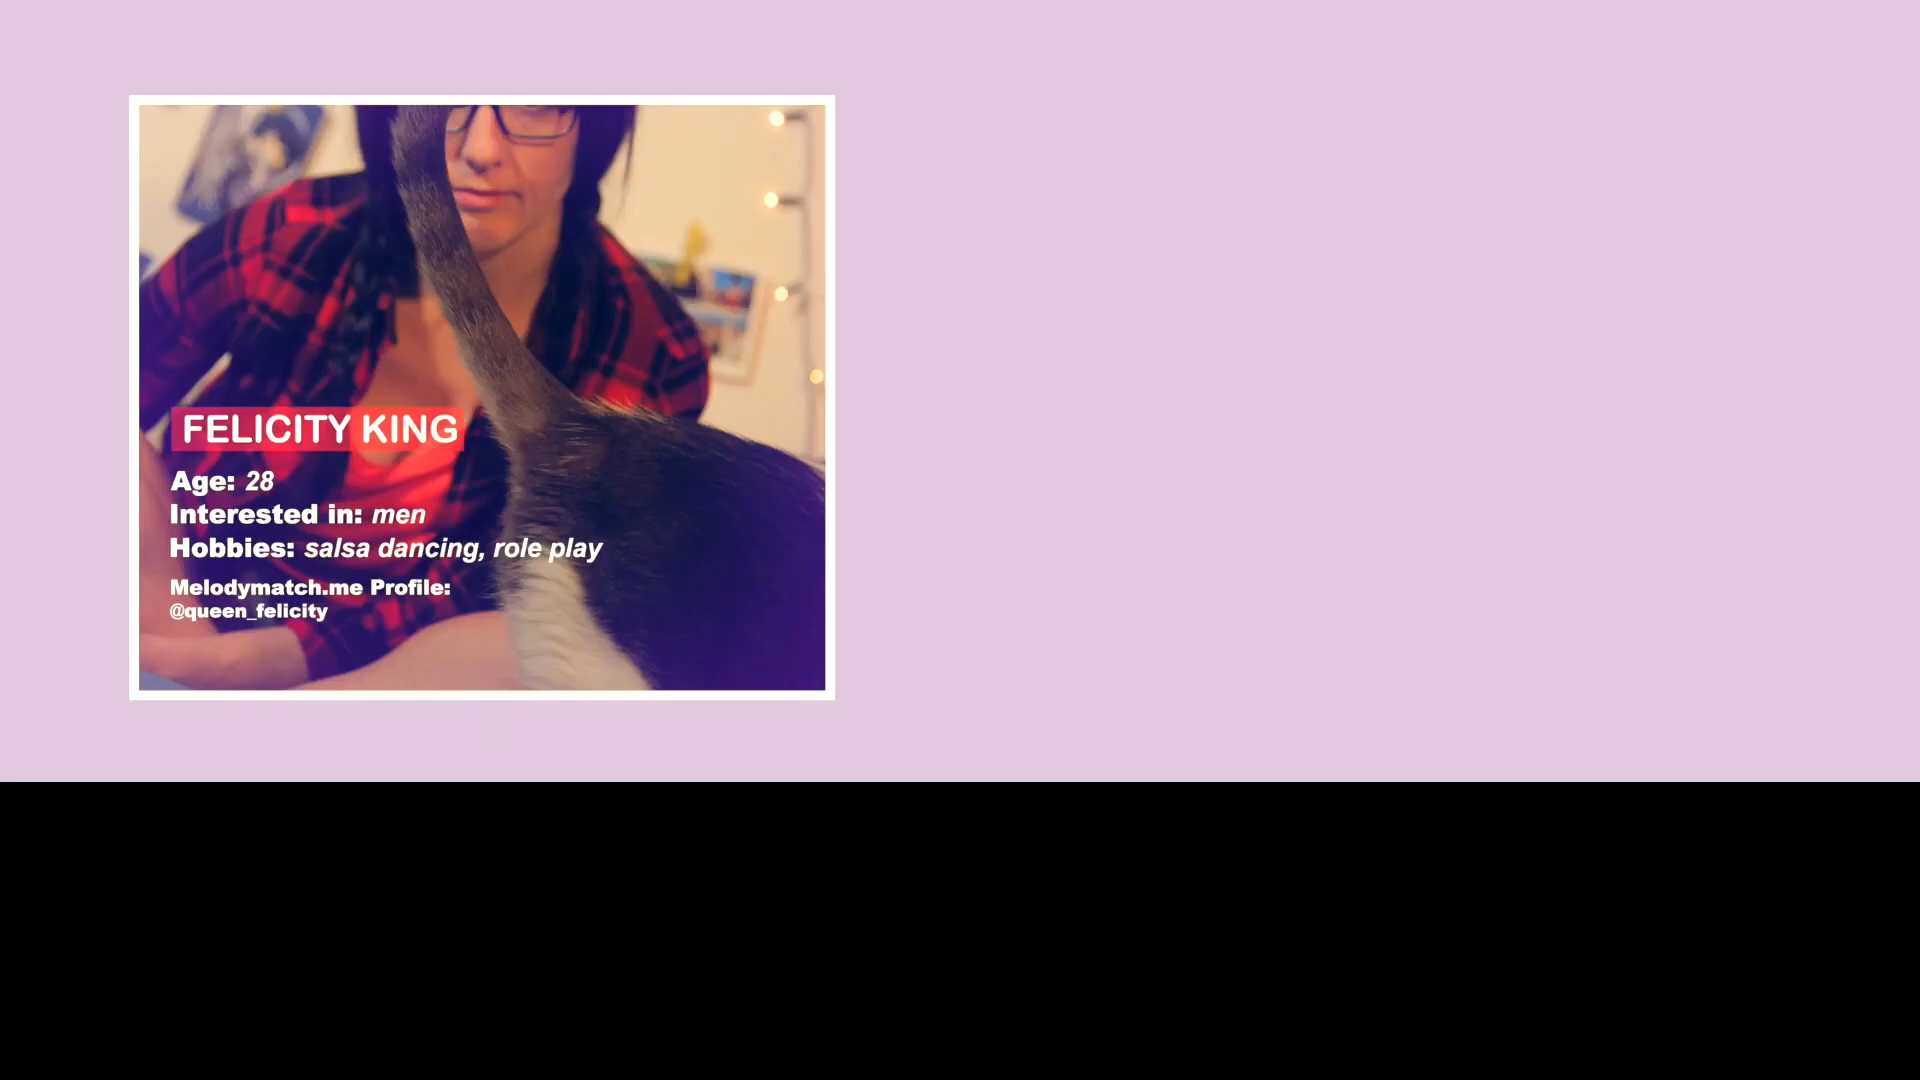 FELICITY KING
Age: 28
Interested in: men
Hobbies: salsa dancing, role play
Melodymatch.me Profile:
@queen_felicity